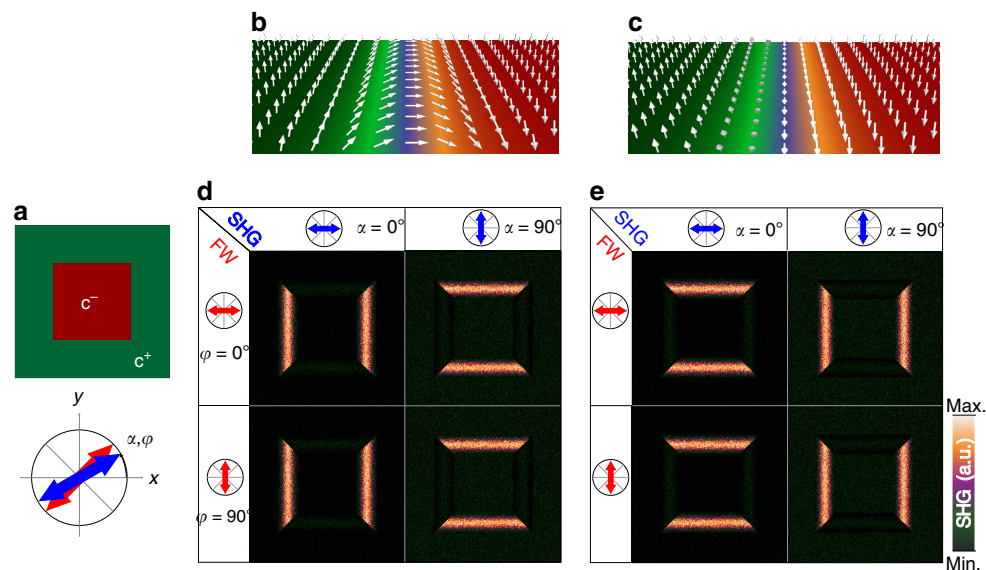 b
c
a
c⁻
c⁺
y
α,φ
x
d
SHG
FW
α = 0°
α = 90°
φ = 0°
φ = 90°
e
SHG
FW
α = 0°
α = 90°
Max.
SHG (a.u.)
Min.